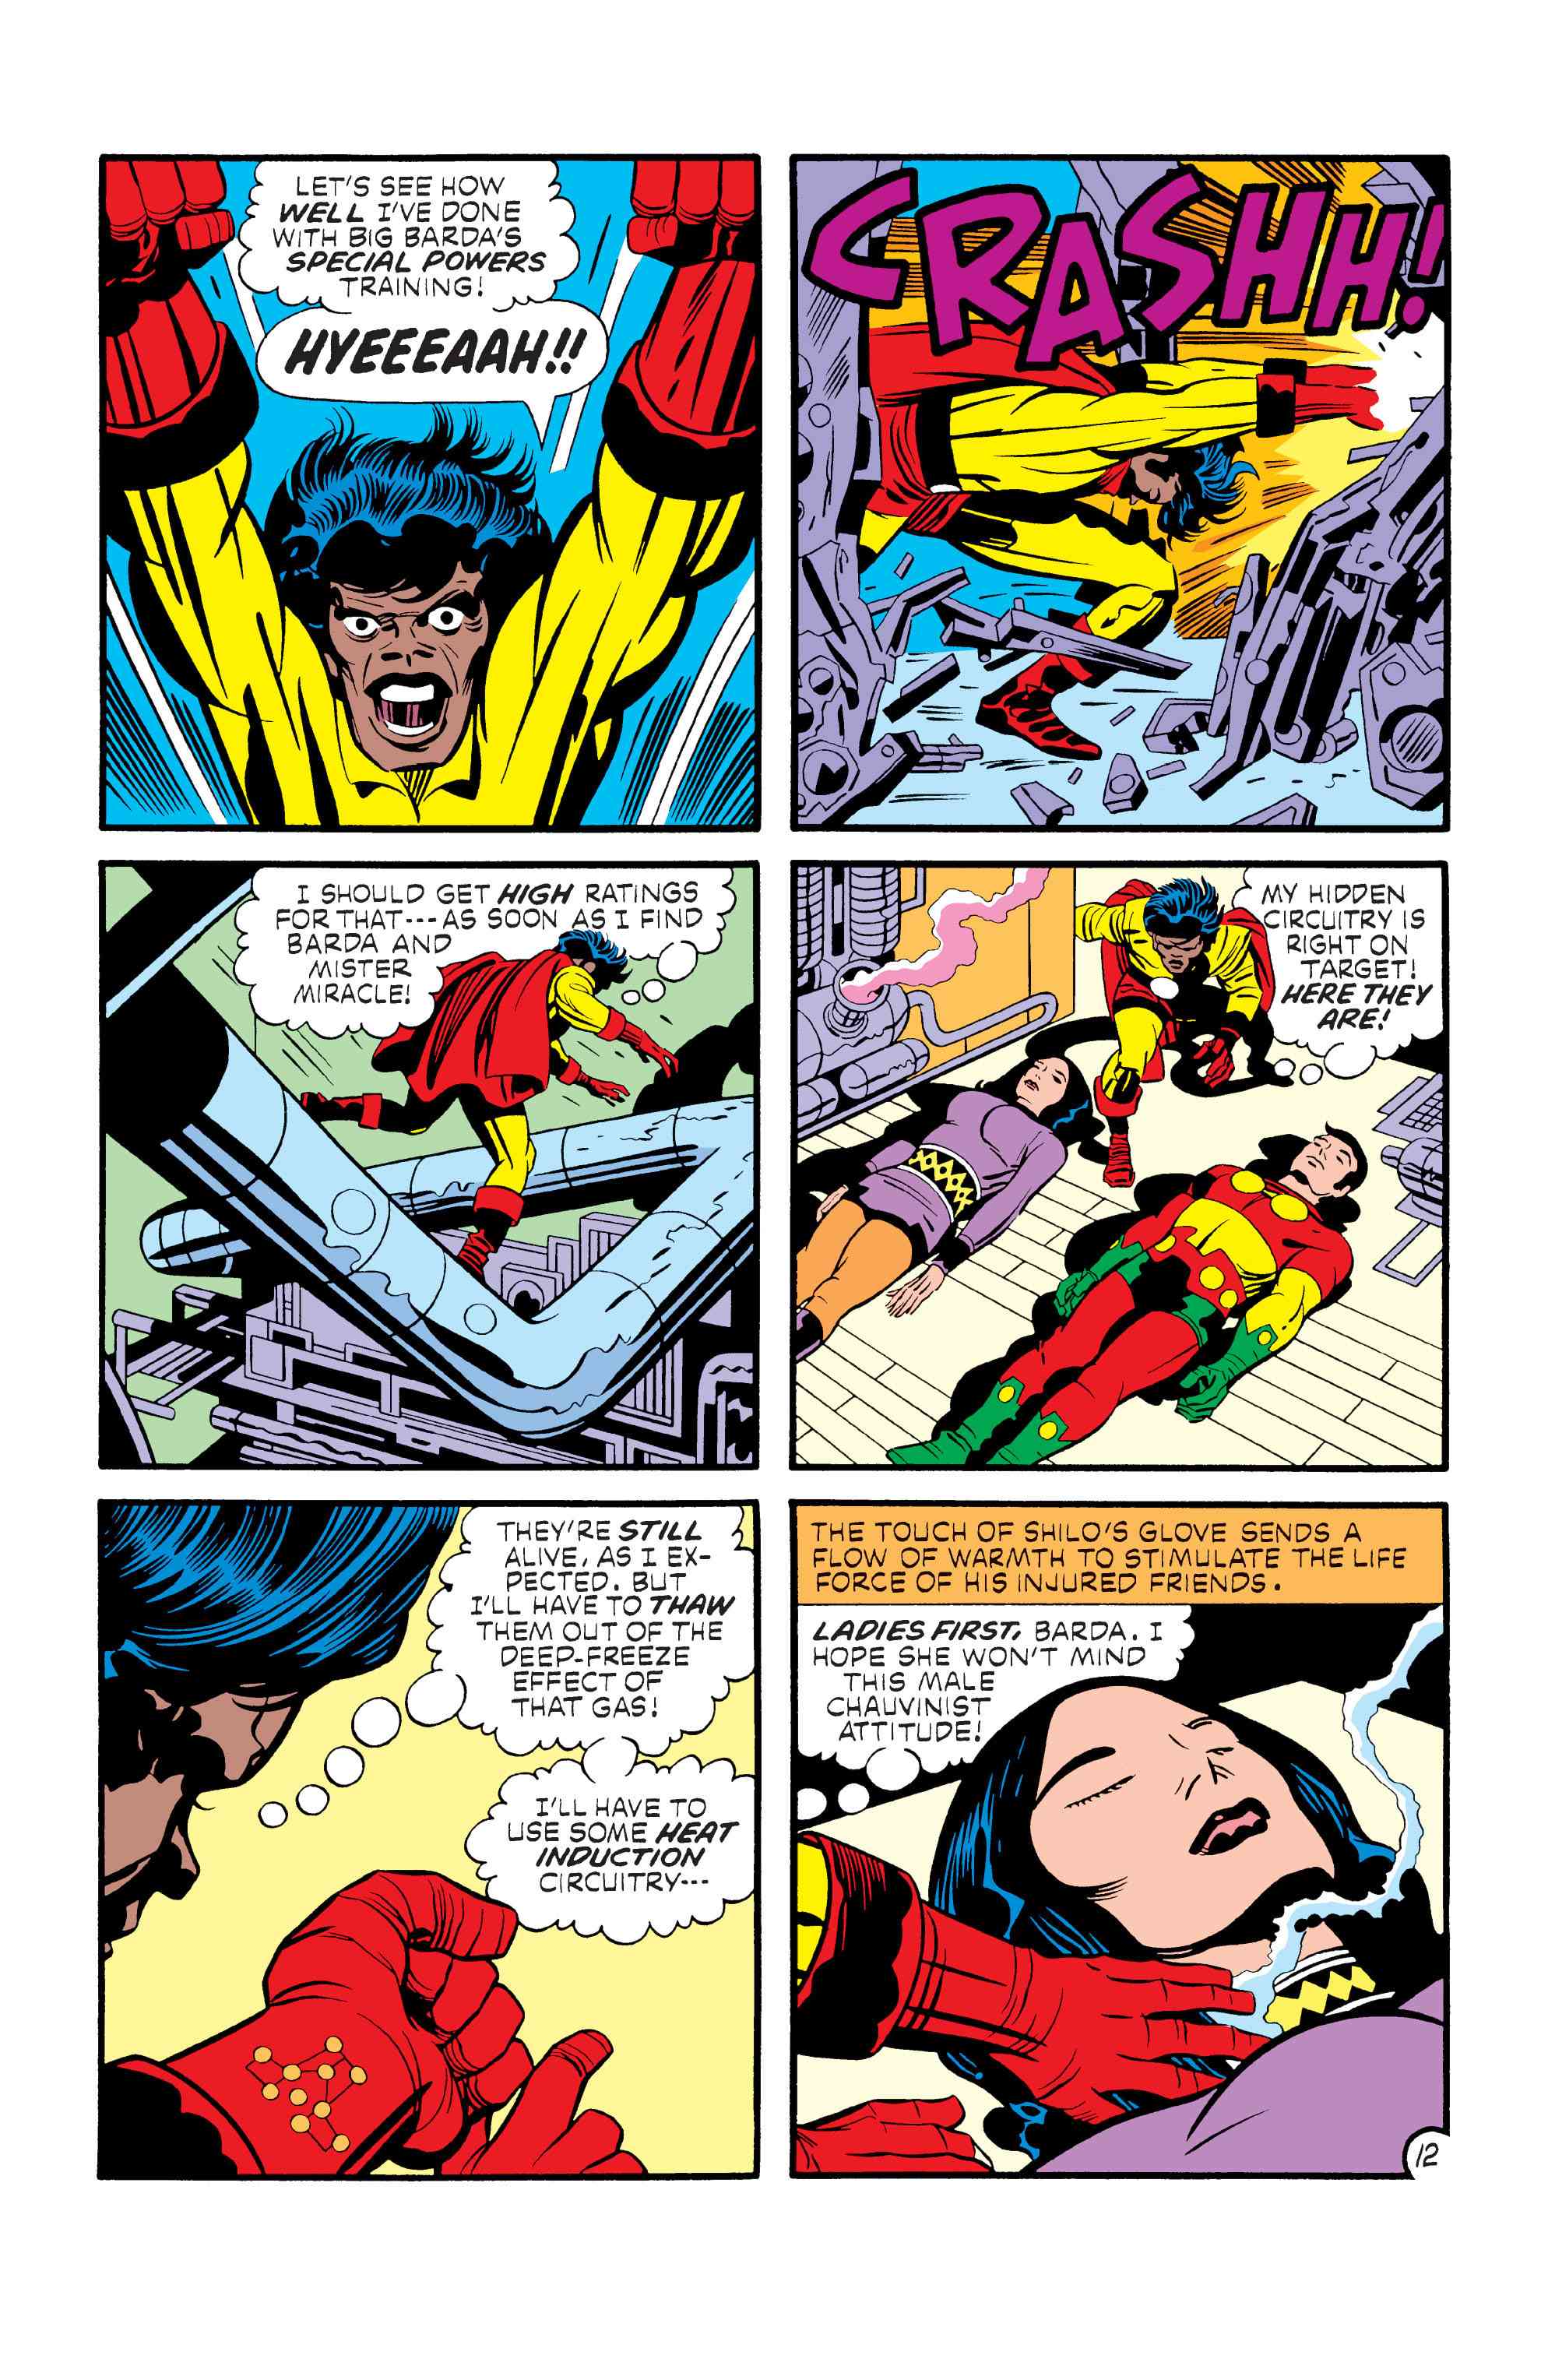 LET'S SEE HOW
WELL I'VE DONE
WITH BIG BARDA'S
SPECIAL POWERS
TRAINING!
HYEEEAAH!!
CRASHH!
I SHOULD GET HIGH RATINGS
FOR THAT---AS SOON AS I FIND
BARDA AND
MISTER
MIRACLE!
MY HIDDEN
CIRCUITRY IS
RIGHT ON
TARGET!
HERE THEY
ARE!
THEY'RE STILL
ALIVE, AS I EX-
PECTED. BUT
I'LL HAVE TO THAW
THEM OUT OF THE
DEEP-FREEZE
EFFECT OF
THAT GAS!
I'LL HAVE TO
USE SOME HEAT
INDUCTION
CIRCUITRY---
THE TOUCH OF SHILO'S GLOVE SENDS A
FLOW OF WARMTH TO STIMULATE THE LIFE
FORCE OF HIS INJURED FRIENDS.
LADIES FIRST, BARDA. I
HOPE SHE WON'T MIND
THIS MALE
CHAUVINIST
ATTITUDE!
12